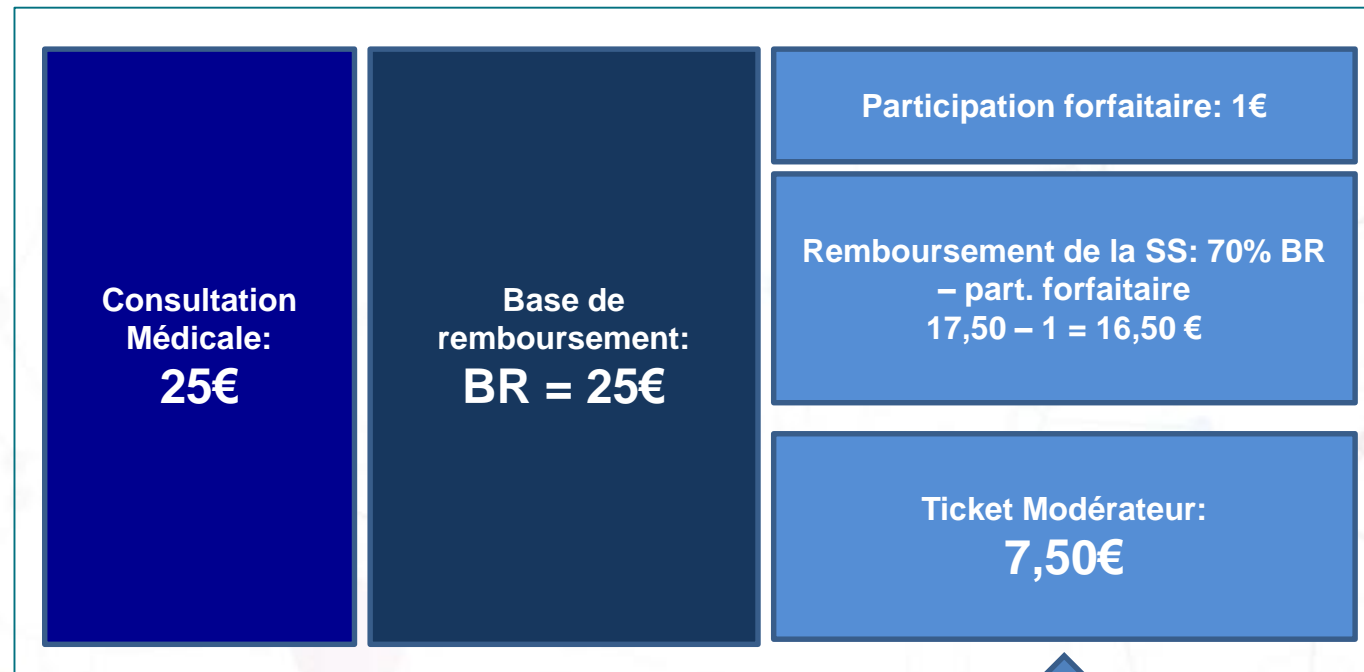 Consultation
Médicale:
25€
Base de
remboursement:
BR = 25€
Participation forfaitaire: 1€
Remboursement de la SS: 70% BR
– part. forfaitaire
17,50 – 1 = 16,50 €
Ticket Modérateur:
7,50€